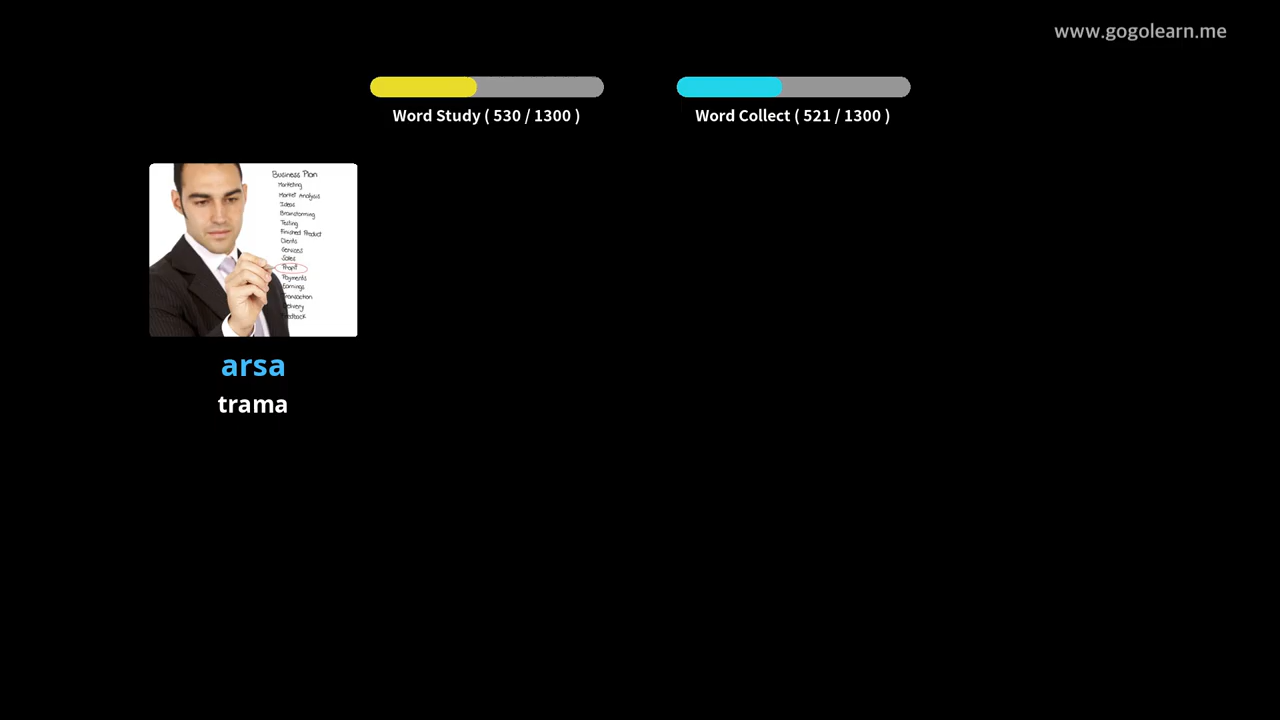 www.gogolearn.me
Word Study ( 530 / 1300 )
Word Collect ( 521 / 1300 )
Business Plan
Marketing
Market Analysis
Ideas
Brainstorming
Testing
Finished Product
Clients
Services
Sales
Profit
Payments
Earnings
Transaction
Delivery
Feedback
arsa
trama